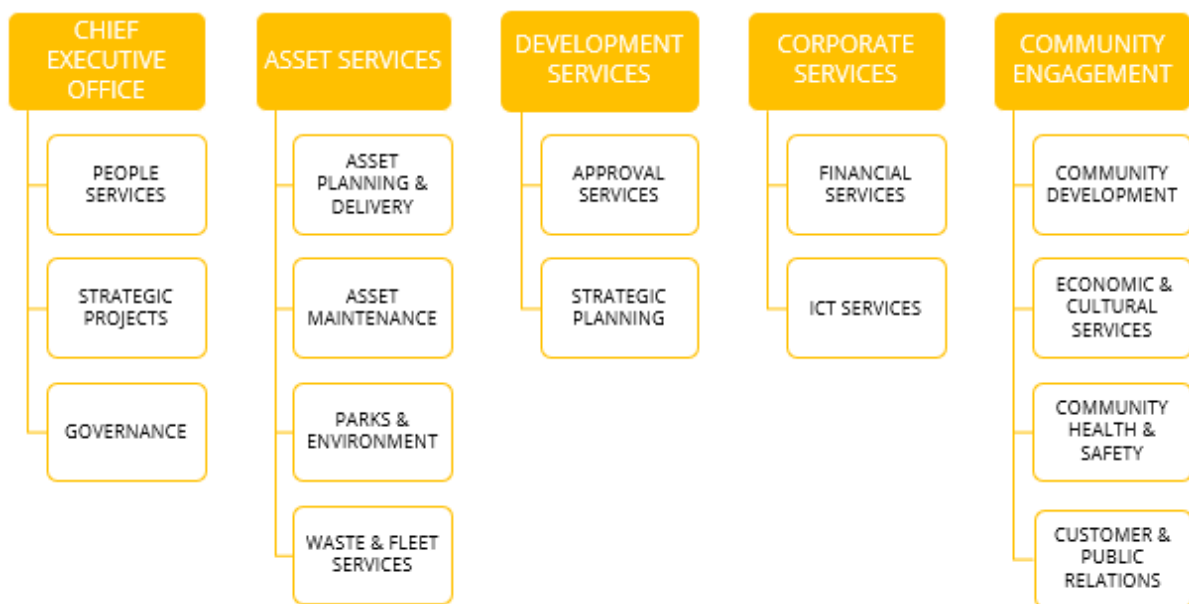 CHIEF
EXECUTIVE
OFFICE
PEOPLE
SERVICES
STRATEGIC
PROJECTS
GOVERNANCE
ASSET SERVICES
ASSET
PLANNING &
DELIVERY
ASSET
MAINTENANCE
PARKS &
ENVIRONMENT
WASTE & FLEET
SERVICES
DEVELOPMENT
SERVICES
APPROVAL
SERVICES
STRATEGIC
PLANNING
CORPORATE
SERVICES
FINANCIAL
SERVICES
ICT SERVICES
COMMUNITY
ENGAGEMENT
COMMUNITY
DEVELOPMENT
ECONOMIC &
CULTURAL
SERVICES
COMMUNITY
HEALTH &
SAFETY
CUSTOMER &
PUBLIC
RELATIONS